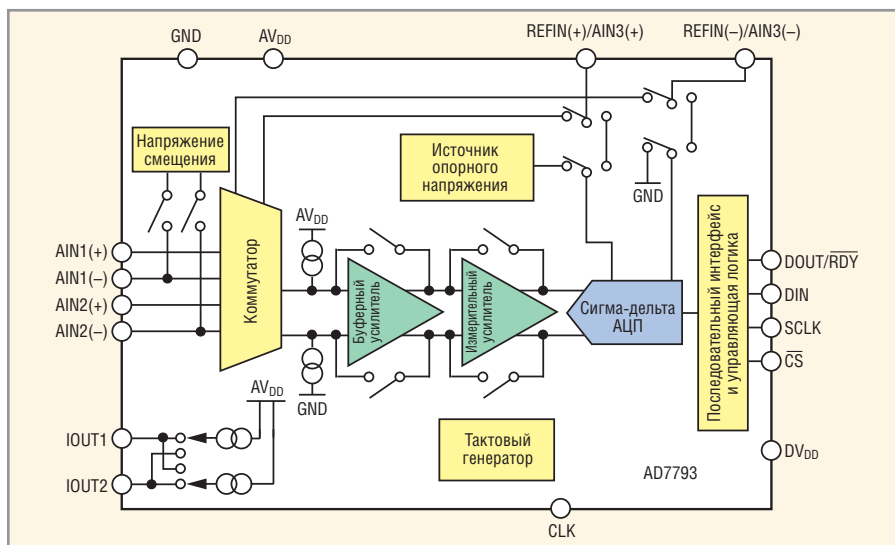 GND
AVDD
REFIN(+)/AIN3(+)
REFIN(–)/AIN3(–)
Напряжение
смещения
Источник
опорного
напряжения
GND
AVDD
AIN1(+)
AIN1(–)
AIN2(+)
AIN2(–)
Коммутатор
Буферный
усилитель
Измерительный
усилитель
Сигма-дельта
АЦП
Последовательный интерфейс
и управляющая логика
DOUT/RDY
DIN
SCLK
CS
GND
AVDD
IOUT1
IOUT2
Тактовый
генератор
AD7793
DVDD
CLK